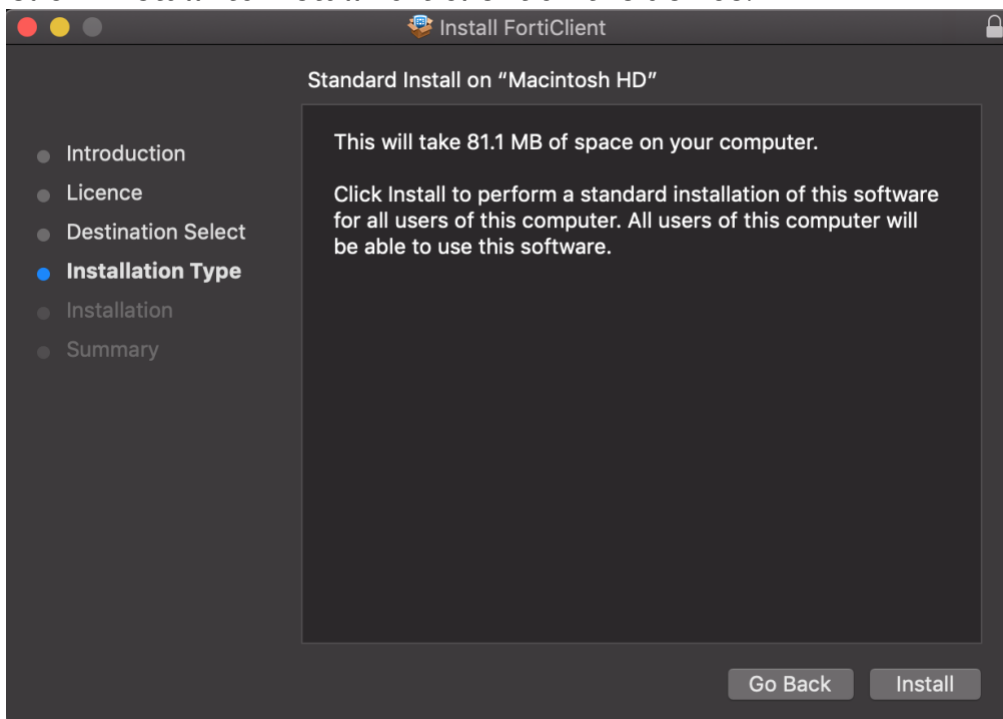 Install FortiClient
Standard Install on “Macintosh HD”
Introduction
Licence
Destination Select
Installation Type
Installation
Summary
This will take 81.1 MB of space on your computer.
Click Install to perform a standard installation of this software
for all users of this computer. All users of this computer will
be able to use this software.
Go Back
Install